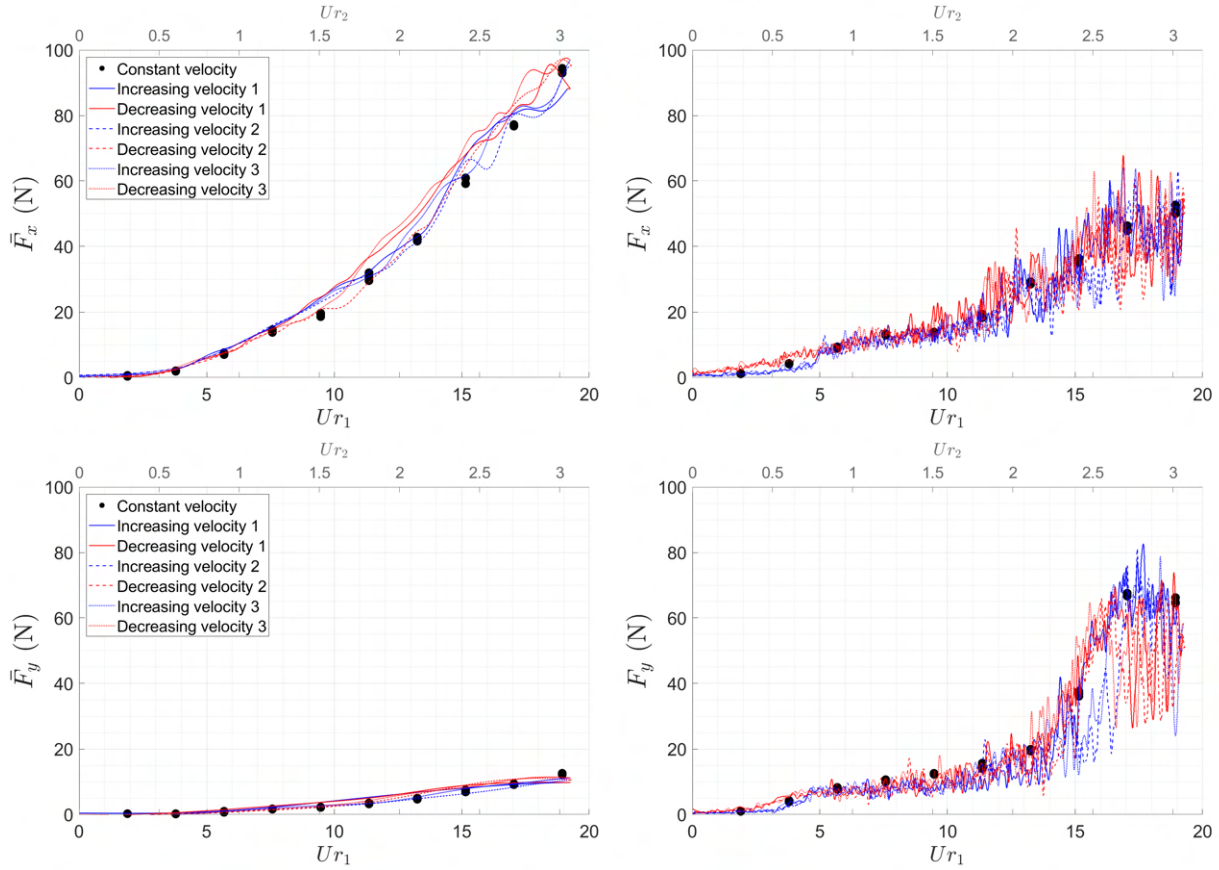 Ur₂
0 0.5 1 1.5 2 2.5 3
100
80
60
40
20
0
F̄ₓ (N)
Constant velocity
Increasing velocity 1
Decreasing velocity 1
Increasing velocity 2
Decreasing velocity 2
Increasing velocity 3
Decreasing velocity 3
0 5 10 15 20
Ur₁
Ur₂
0 0.5 1 1.5 2 2.5 3
100
80
60
40
20
0
Fₓ (N)
0 5 10 15 20
Ur₁
Ur₂
0 0.5 1 1.5 2 2.5 3
100
80
60
40
20
0
F̄_y (N)
Constant velocity
Increasing velocity 1
Decreasing velocity 1
Increasing velocity 2
Decreasing velocity 2
Increasing velocity 3
Decreasing velocity 3
0 5 10 15 20
Ur₁
Ur₂
0 0.5 1 1.5 2 2.5 3
100
80
60
40
20
0
F_y (N)
0 5 10 15 20
Ur₁